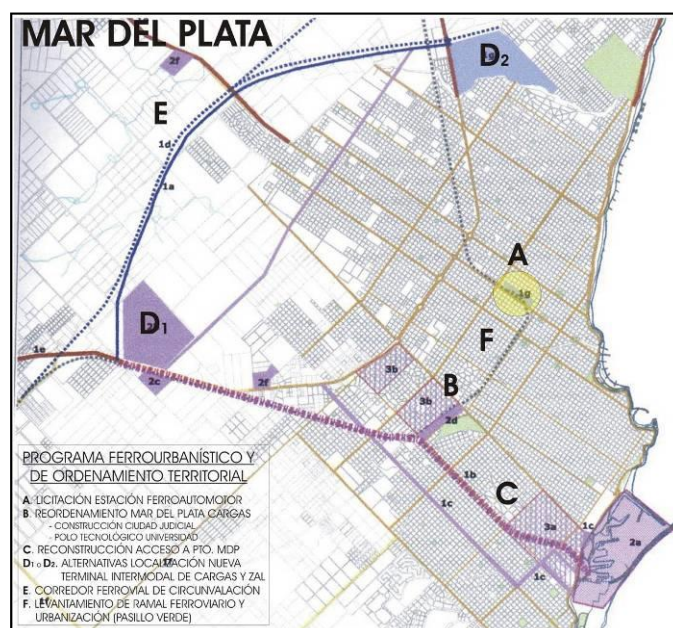 MAR DEL PLATA
2f
D2
E
1d
1a
A
1g
D1
F
1e
2c
2f
3b
B
3b
2d
1b
C
1c
3a
1c
2a
1c
PROGRAMA FERROURBANÍSTICO Y
DE ORDENAMIENTO TERRITORIAL
A. LICITACIÓN ESTACIÓN FERROAUTOMOTOR
B. REORDENAMIENTO MAR DEL PLATA CARGAS
- CONSTRUCCIÓN CIUDAD JUDICIAL
- POLO TECNOLÓGICO UNIVERSIDAD
C. RECONSTRUCCIÓN ACCESO A PTO. MDP
D1 o D2. ALTERNATIVAS LOCALIZACIÓN NUEVA
TERMINAL INTERMODAL DE CARGAS Y ZAL
E. CORREDOR FERROVIAL DE CIRCUNVALACIÓN
F. LEVANTAMIENTO DE RAMAL FERROVIARIO Y
URBANIZACIÓN (PASILLO VERDE)